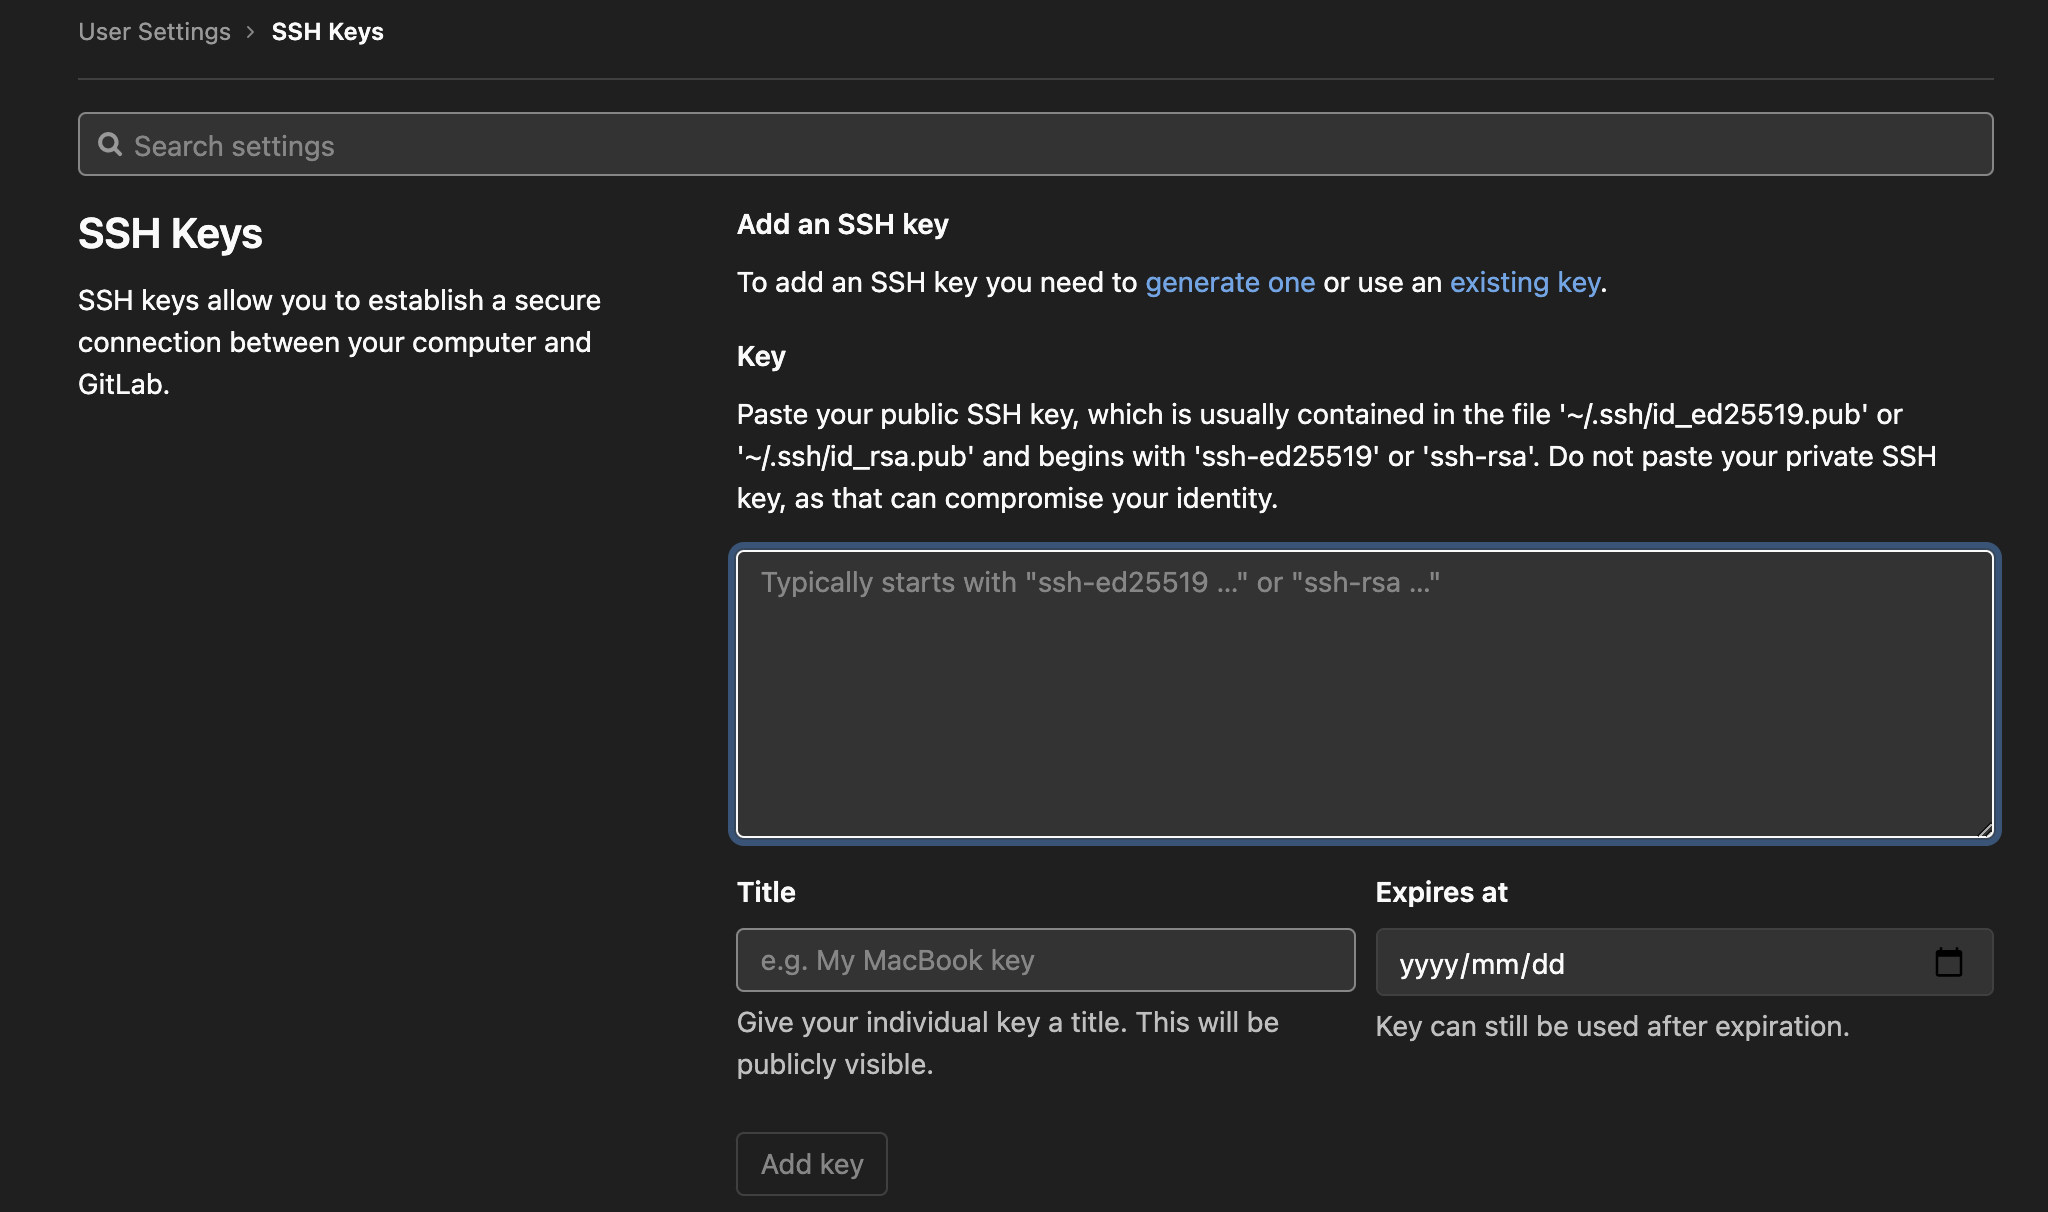 User Settings > SSH Keys
Search settings
SSH Keys
SSH keys allow you to establish a secure
connection between your computer and
GitLab.
Add an SSH key
To add an SSH key you need to generate one or use an existing key.
Key
Paste your public SSH key, which is usually contained in the file '~/.ssh/id_ed25519.pub' or
'~/.ssh/id_rsa.pub' and begins with 'ssh-ed25519' or 'ssh-rsa'. Do not paste your private SSH
key, as that can compromise your identity.
Typically starts with "ssh-ed25519 ..." or "ssh-rsa ..."
Title
e.g. My MacBook key
Give your individual key a title. This will be
publicly visible.
Expires at
yyyy/mm/dd
Key can still be used after expiration.
Add key